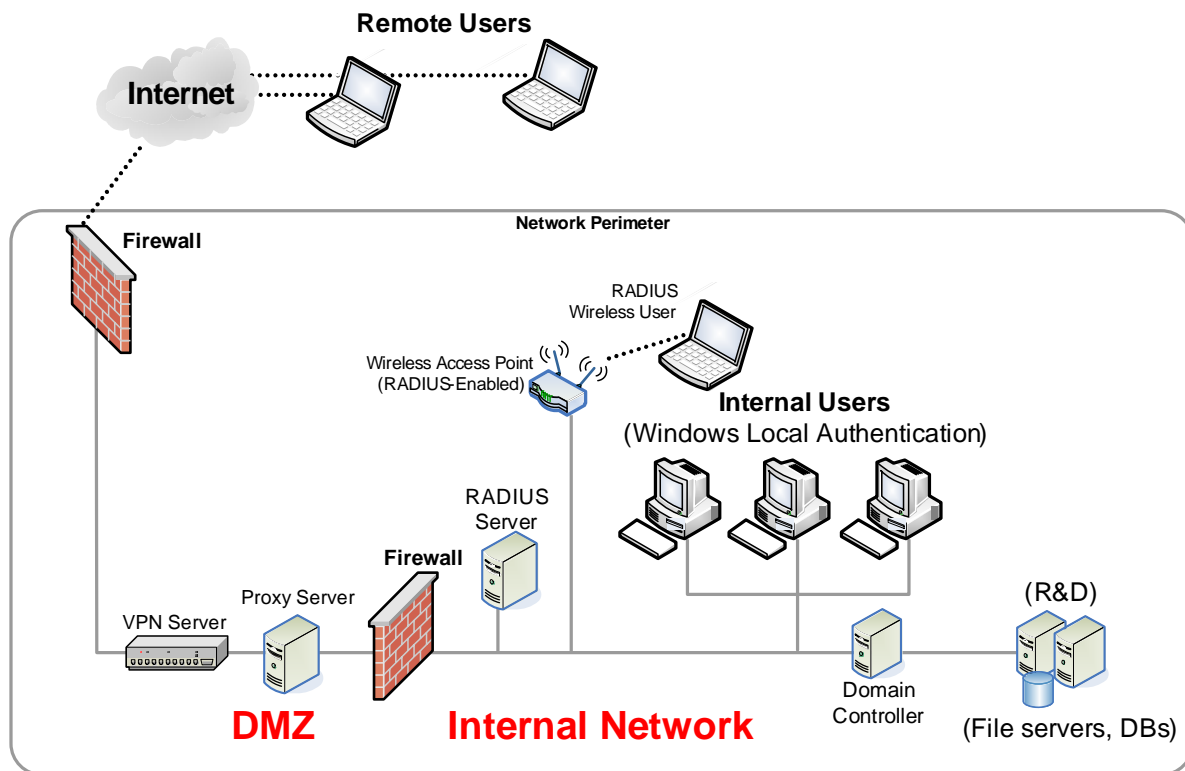 Remote Users
Internet
Network Perimeter
Firewall
RADIUS
Wireless User
Wireless Access Point
(RADIUS-Enabled)
Internal Users
(Windows Local Authentication)
RADIUS
Server
Firewall
Proxy Server
VPN Server
(R&D)
Domain
Controller
(File servers, DBs)
DMZ
Internal Network